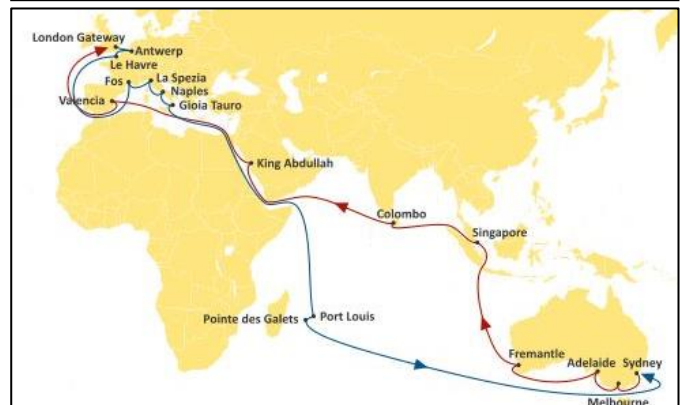 London Gateway
Antwerp
Le Havre
Fos
La Spezia
Naples
Valencia
Gioia Tauro
King Abdullah
Colombo
Singapore
Pointe des Galets
Port Louis
Fremantle
Adelaide
Sydney
Melbourne